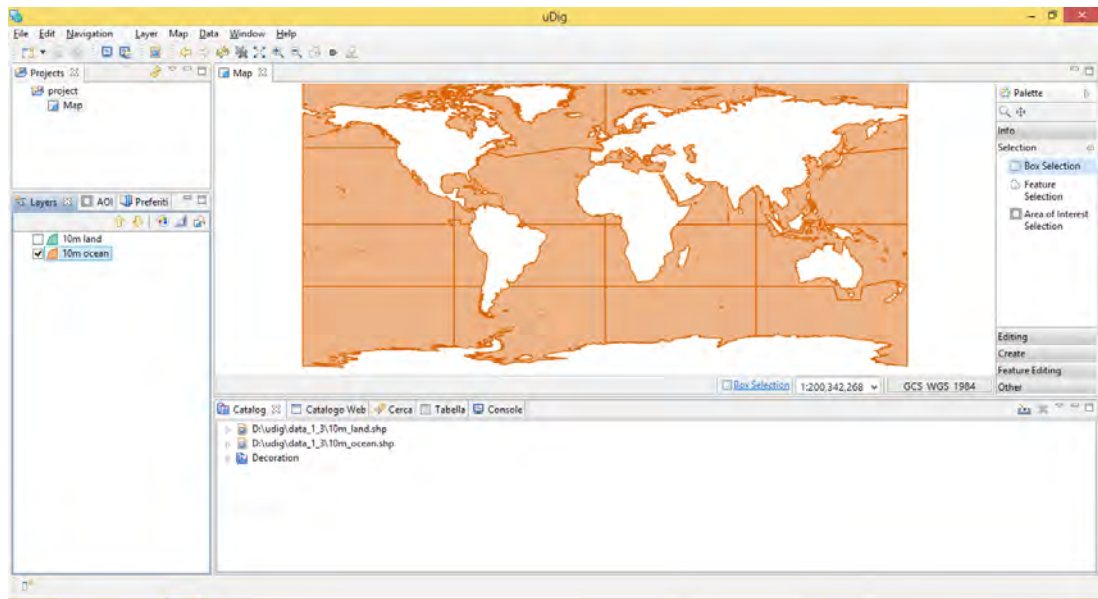 uDig
File Edit Navigation Layer Map Data Window Help
Projects
project
Map
Layers AOI Preferiti
10m land
10m ocean
Map
Palette
Info
Selection
Box Selection
Feature
Selection
Area of Interest
Selection
Editing
Create
Feature Editing
Other
Box Selection 1:200,342,268 GCS WGS 1984
Catalog Catalogo Web Cerca Tabella Console
D:\udig\data_1_3\10m_land.shp
D:\udig\data_1_3\10m_ocean.shp
Decoration